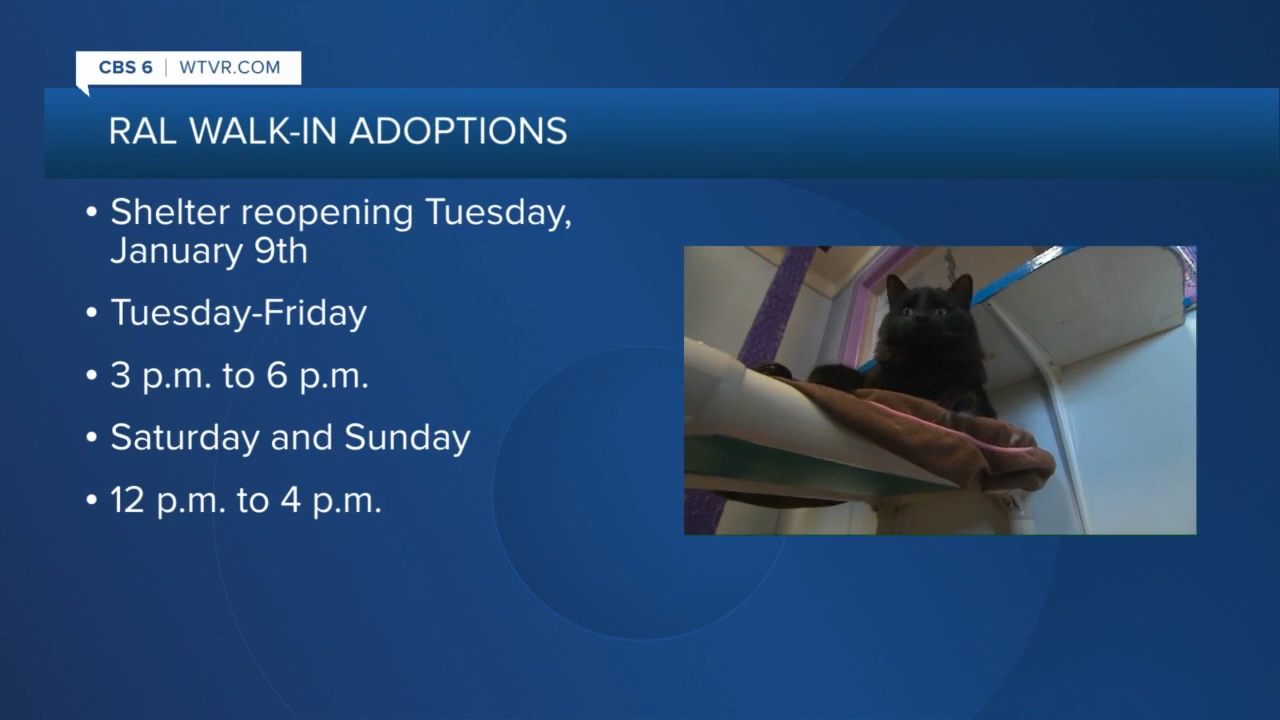 CBS 6 | WTVR.COM
RAL WALK-IN ADOPTIONS
• Shelter reopening Tuesday,
January 9th
• Tuesday-Friday
• 3 p.m. to 6 p.m.
• Saturday and Sunday
• 12 p.m. to 4 p.m.